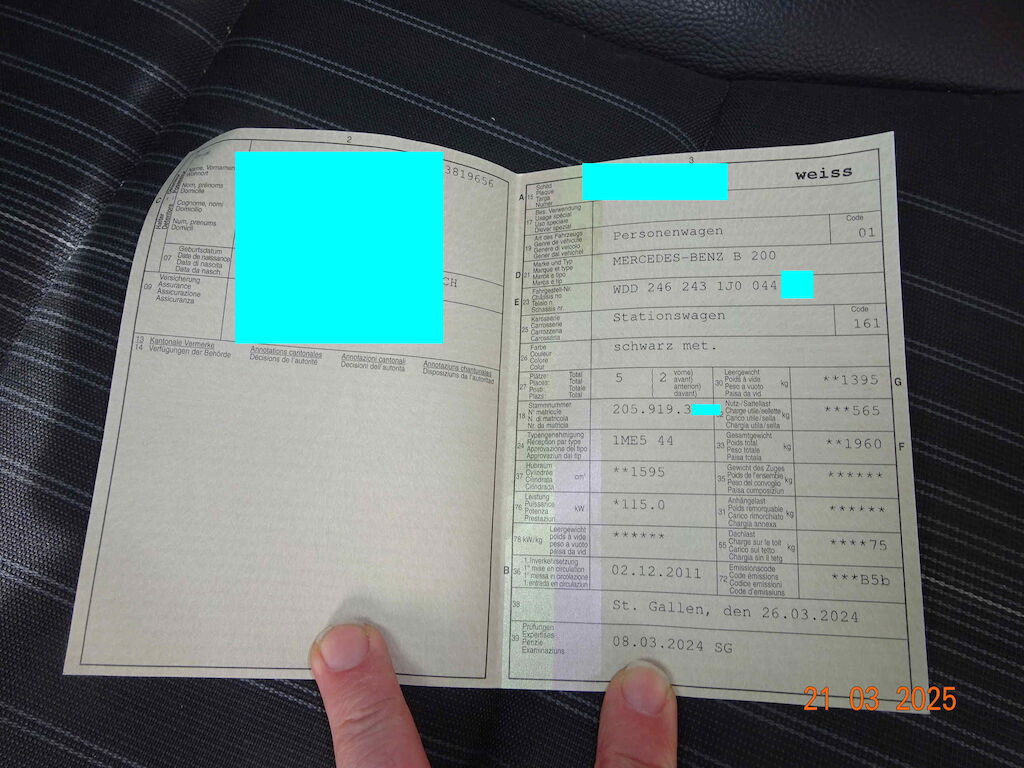 2
3819656
Name, Vornamen
Wohnort
Nom, prénoms
Domicile
Cognome, nomi
Domicilio
Num, prenums
Domicil
CH
07
Geburtsdatum
Date de naissance
Data di nascita
Data da nasch.
09
Versicherung
Assurance
Assicurazione
Assicuranza
13
14
Kantonale Vermerke
Verfügungen der Behörde
Annotations cantonales
Décisions de l'autorité
Annotazioni cantonali
Decisioni dell'autorità
Annotaziuns chantunalas
Disposiziuns da l'autoritad
3
A
15
Schild
Plaque
Targa
Numer
weiss
17
Bes. Verwendung
Usage spécial
Uso speciale
Diever spezial
19
Art des Fahrzeugs
Genre de véhicule
Genere di veicolo
Gener dal vehichel
Personenwagen
Code
01
D
21
Marke und Typ
Marque et type
Marca e tipo
Marca e tip
MERCEDES-BENZ B 200
E
23
Fahrgestell-Nr.
Châssis no
Telaio n.
Schassis nr.
WDD 246 243 1J0 044
25
Karosserie
Carrosserie
Carrozzeria
Carossaria
Stationswagen
Code
161
26
Farbe
Couleur
Colore
Colur
schwarz met.
27
Plätze: Total
Places: Total
Posti: Totale
Plazs: Total
5
2
vorne)
avant)
anteriori)
davant)
30
Leergewicht
Poids à vide
Peso a vuoto
Paisa da vid
kg
**1395
G
18
Stammnummer
N° matricule
N. di matricola
Nr. da matricla
205.919.3
Nutz-/Sattellast
Charge utile/sellette
Carico utile/sella
Chargia utila/sella
kg
***565
24
Typengenehmigung
Réception par type
Approvazione del tipo
Approvaziun dal tip
1ME5 44
33
Gesamtgewicht
Poids total
Peso totale
Paisa totala
kg
**1960
F
37
Hubraum
Cylindrée
Cilindrata
Cilindrada
cm³
**1595
35
Gewicht des Zuges
Poids de l'ensemble
Peso del convoglio
Paisa cumposiziun
kg
******
76
Leistung
Puissance
Potenza
Prestaziun
kW
*115.0
31
Anhängelast
Poids remorquable
Carico rimorchiato
Chargia annexa
kg
******
78
kW/kg
Leergewicht
poids à vide
peso a vuoto
paisa da vid
******
55
Dachlast
Charge sur le toit
Carico sul tetto
Chargia sin il tetg
kg
****75
B
36
1. Inverkehrsetzung
1re mise en circulation
1a messa in circolazione
1. entrada en circulaziun
02.12.2011
72
Emissionscode
Code émissions
Codice emissioni
Code d'emissiuns
***B5b
38
St. Gallen, den 26.03.2024
39
Prüfungen
Expertises
Perizie
Examinaziuns
08.03.2024 SG
21 03 2025